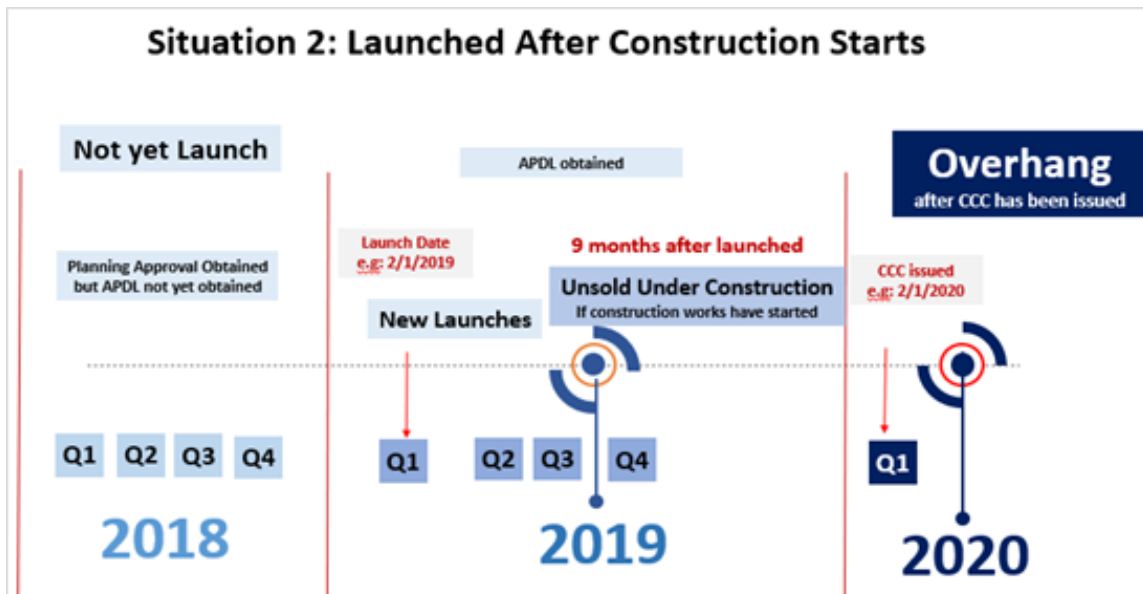 Situation 2: Launched After Construction Starts
Not yet Launch
APDL obtained
Overhang
after CCC has been issued
Planning Approval Obtained
but APDL not yet obtained
Launch Date
e.g: 2/1/2019
9 months after launched
Unsold Under Construction
If construction works have started
CCC issued
e.g: 2/1/2020
New Launches
Q1 Q2 Q3 Q4
Q1 Q2 Q3 Q4
Q1
2018
2019
2020